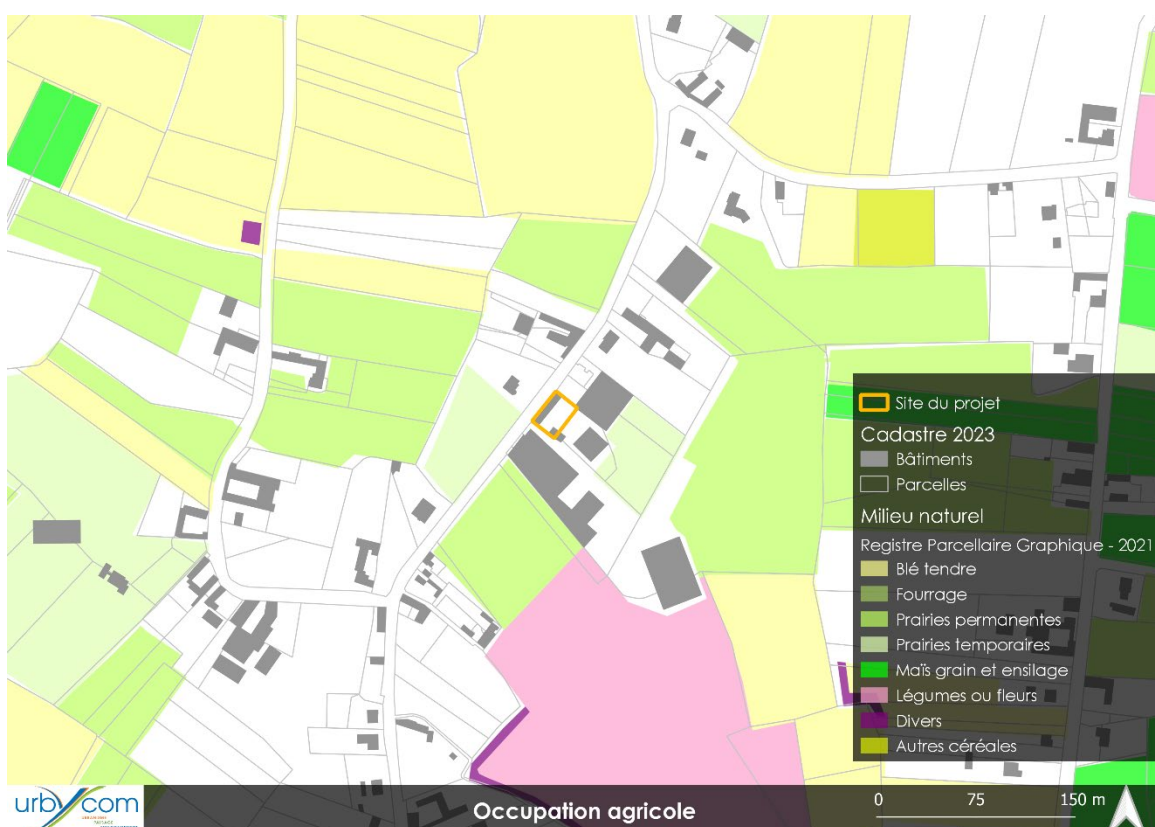 Site du projet
Cadastre 2023
Bâtiments
Parcelles
Milieu naturel
Registre Parcellaire Graphique - 2021
Blé tendre
Fourrage
Prairies permanentes
Prairies temporaires
Maïs grain et ensilage
Légumes ou fleurs
Divers
Autres céréales
urbycom
Occupation agricole
0 75 150 m